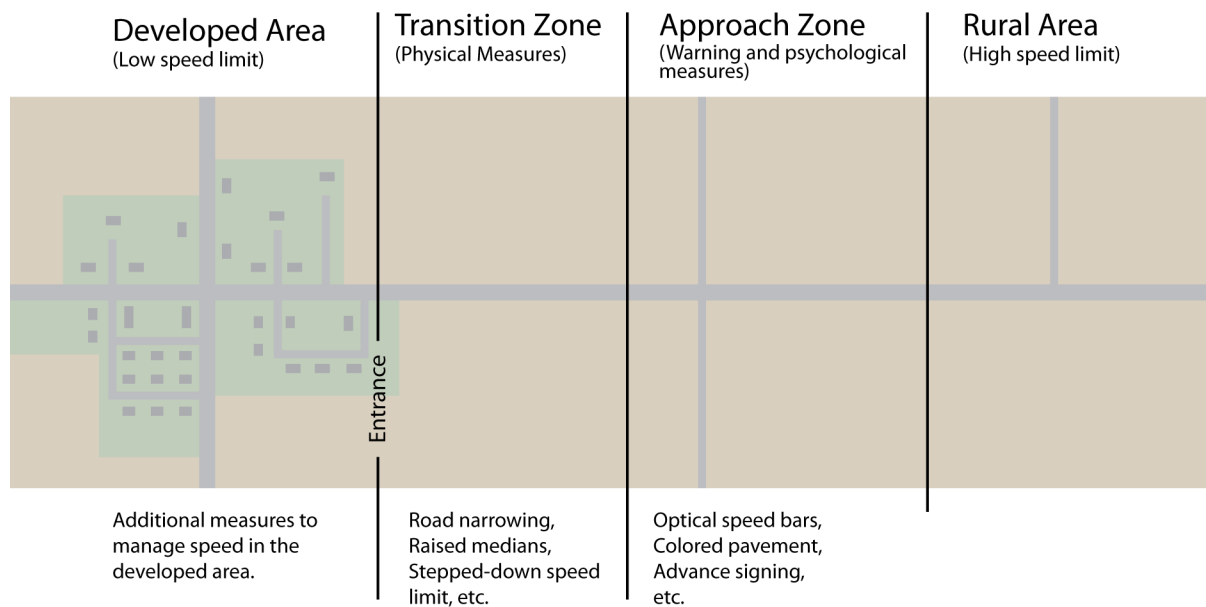 Developed Area
(Low speed limit)
Transition Zone
(Physical Measures)
Approach Zone
(Warning and psychological
measures)
Rural Area
(High speed limit)
Entrance
Additional measures to
manage speed in the
developed area.
Road narrowing,
Raised medians,
Stepped-down speed
limit, etc.
Optical speed bars,
Colored pavement,
Advance signing,
etc.